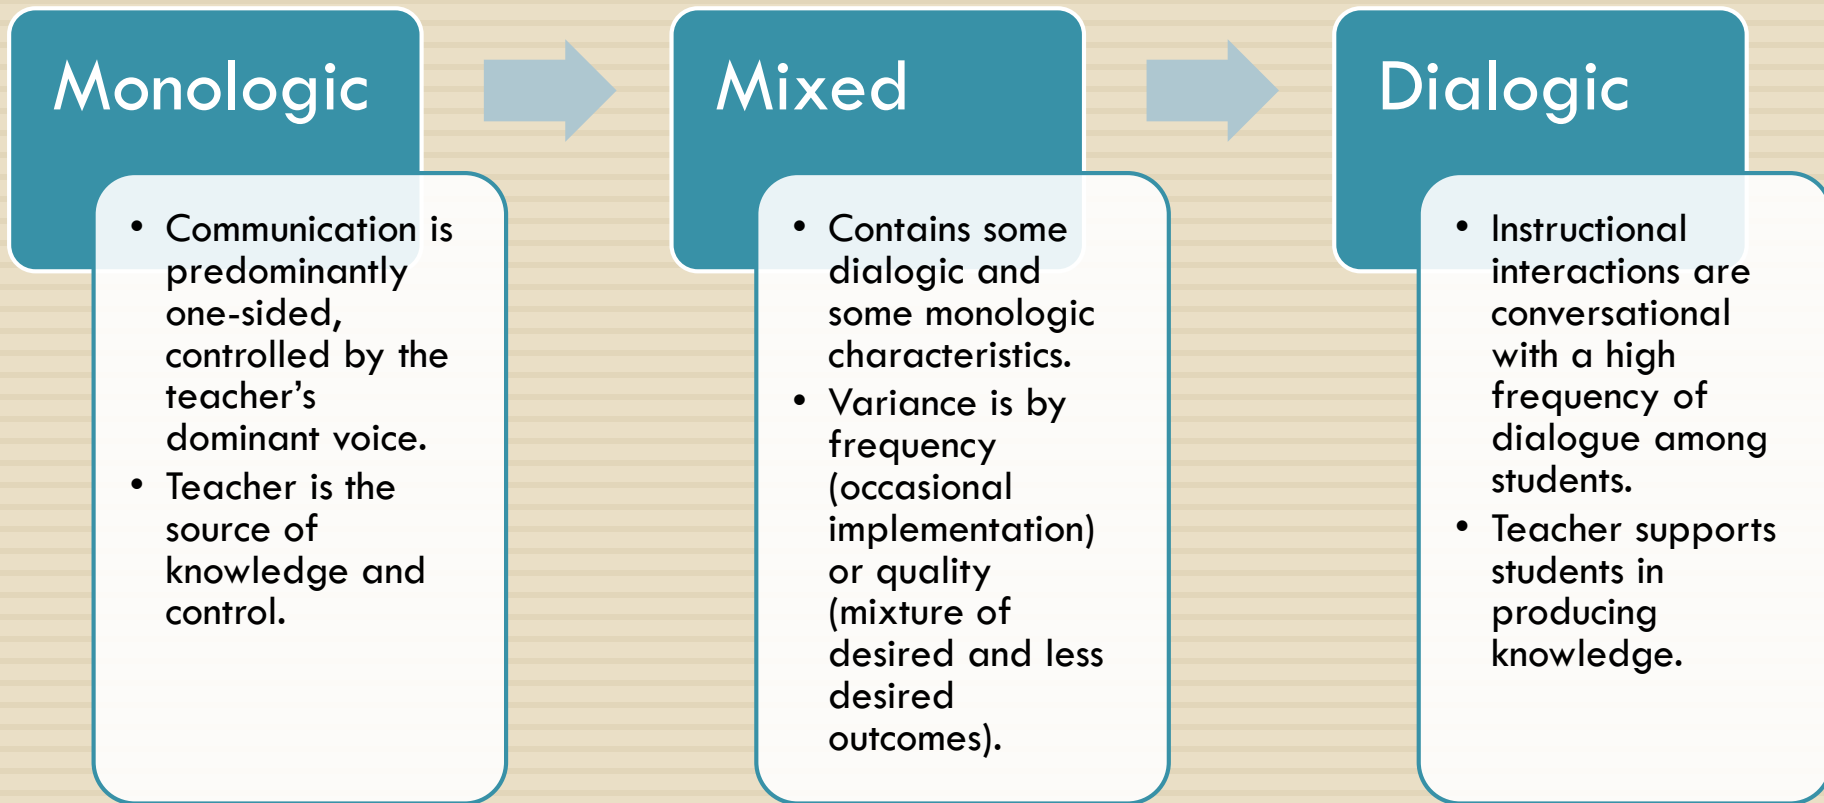 Monologic
• Communication is
predominantly
one-sided,
controlled by the
teacher’s
dominant voice.
• Teacher is the
source of
knowledge and
control.
Mixed
• Contains some
dialogic and
some monologic
characteristics.
• Variance is by
frequency
(occasional
implementation)
or quality
(mixture of
desired and less
desired
outcomes).
Dialogic
• Instructional
interactions are
conversational
with a high
frequency of
dialogue among
students.
• Teacher supports
students in
producing
knowledge.